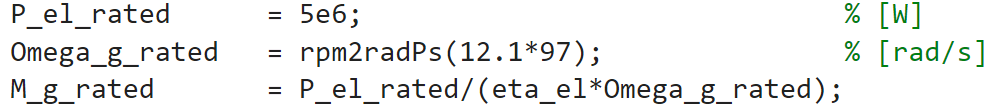 P_el_rated = 5e6; % [W]
Omega_g_rated = rpm2radPs(12.1*97); % [rad/s]
M_g_rated = P_el_rated/(eta_el*Omega_g_rated);